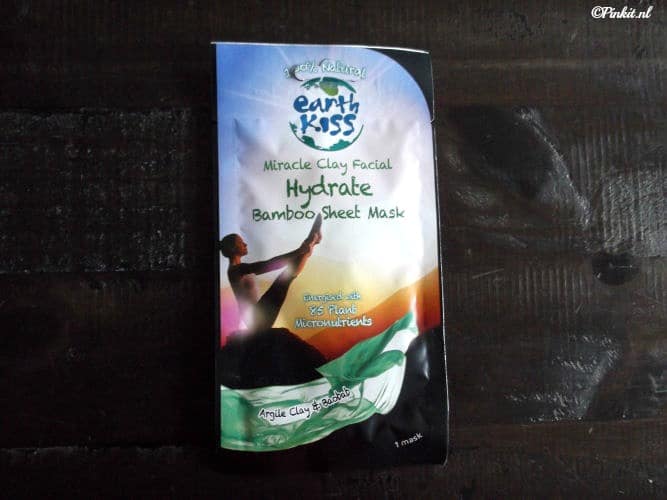 ©Pinkit.nl
100% Natural
earth
Kiss
Miracle Clay Facial
Hydrate
Bamboo Sheet Mask
Energised with
85 Plant
Micronutrients
Argile Clay & Baobab
1 mask